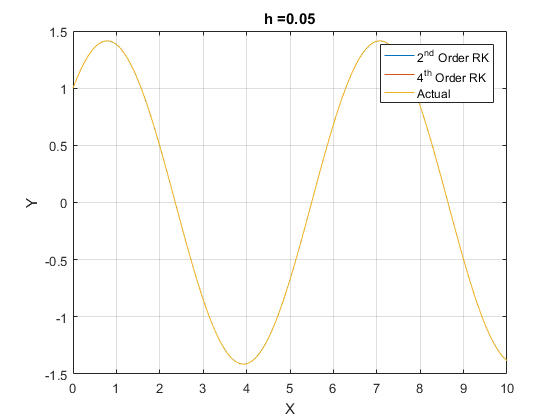 h =0.05
2nd Order RK
4th Order RK
Actual
1.5
1
0.5
0
-0.5
-1
-1.5
Y
0 1 2 3 4 5 6 7 8 9 10
X